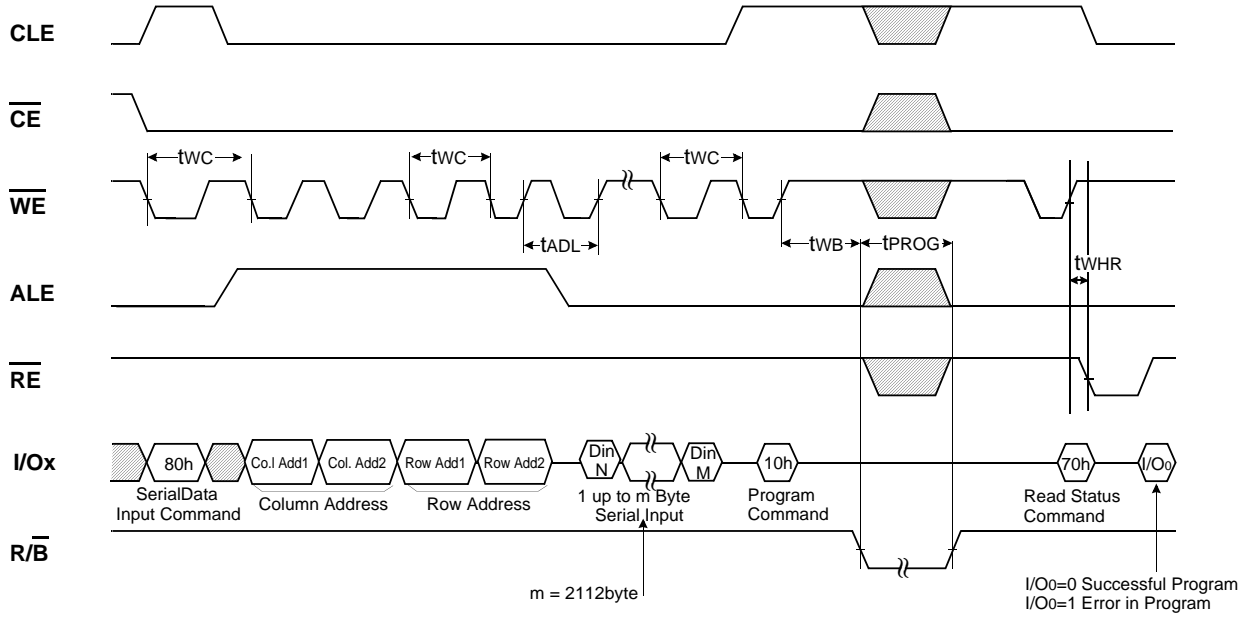 CLE
CE
tWC tWC tWC
WE
tADL tWB tPROG
tWHR
ALE
RE
I/Ox 80h Co.l Add1 Col. Add2 Row Add1 Row Add2 Din N Din M 10h 70h I/O0
SerialData Input Command
Column Address
Row Address
1 up to m Byte Serial Input
Program Command
Read Status Command
R/B
m = 2112byte
I/O0=0 Successful Program
I/O0=1 Error in Program